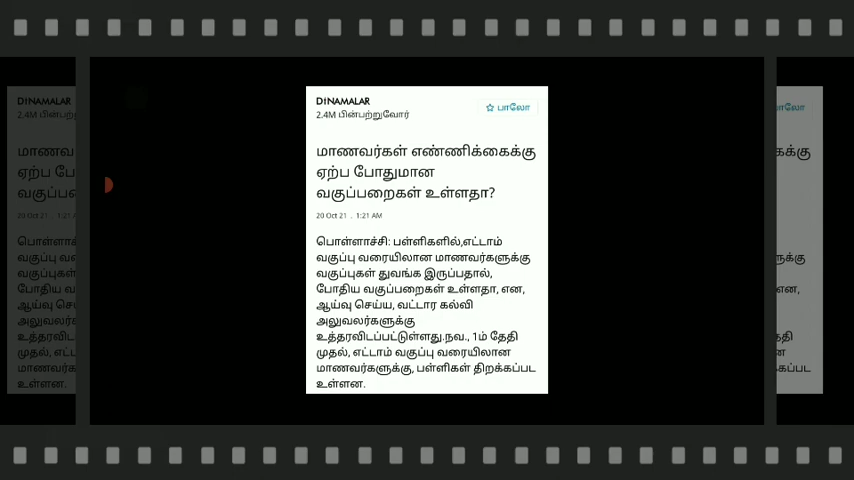 DINAMALAR
2.4M பின்பற்றுவோர்
பாலோ
மாணவர்கள் எண்ணிக்கைக்கு
ஏற்ப போதுமான
வகுப்பறைகள் உள்ளதா?
20 Oct 21 . 1:21 AM
பொள்ளாச்சி: பள்ளிகளில்,எட்டாம்
வகுப்பு வரையிலான மாணவர்களுக்கு
வகுப்புகள் துவங்க இருப்பதால்,
போதிய வகுப்பறைகள் உள்ளதா, என,
ஆய்வு செய்ய, வட்டார கல்வி
அலுவலர்களுக்கு
உத்தரவிடப்பட்டுள்ளது.நவ., 1ம் தேதி
முதல், எட்டாம் வகுப்பு வரையிலான
மாணவர்களுக்கு, பள்ளிகள் திறக்கப்பட
உள்ளன.